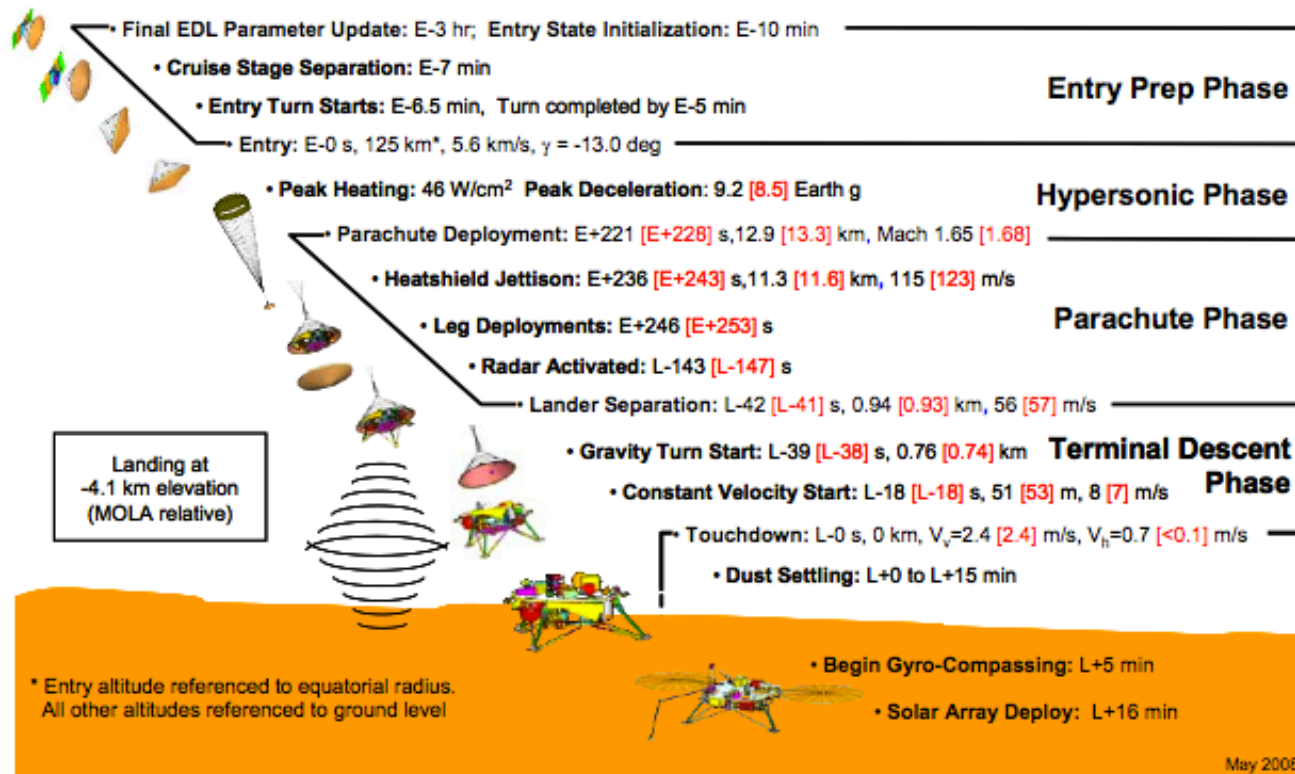 • Final EDL Parameter Update: E-3 hr; Entry State Initialization: E-10 min
• Cruise Stage Separation: E-7 min
Entry Prep Phase
• Entry Turn Starts: E-6.5 min, Turn completed by E-5 min
• Entry: E-0 s, 125 km*, 5.6 km/s, γ = -13.0 deg
• Peak Heating: 46 W/cm² Peak Deceleration: 9.2 [8.5] Earth g
Hypersonic Phase
• Parachute Deployment: E+221 [E+228] s,12.9 [13.3] km, Mach 1.65 [1.68]
• Heatshield Jettison: E+236 [E+243] s,11.3 [11.6] km, 115 [123] m/s
• Leg Deployments: E+246 [E+253] s
Parachute Phase
• Radar Activated: L-143 [L-147] s
• Lander Separation: L-42 [L-41] s, 0.94 [0.93] km, 56 [57] m/s
• Gravity Turn Start: L-39 [L-38] s, 0.76 [0.74] km
Terminal Descent
Phase
• Constant Velocity Start: L-18 [L-18] s, 51 [53] m, 8 [7] m/s
• Touchdown: L-0 s, 0 km, Vv=2.4 [2.4] m/s, Vh=0.7 [<0.1] m/s
• Dust Settling: L+0 to L+15 min
Landing at
-4.1 km elevation
(MOLA relative)
• Begin Gyro-Compassing: L+5 min
• Solar Array Deploy: L+16 min
* Entry altitude referenced to equatorial radius.
All other altitudes referenced to ground level
May 2008